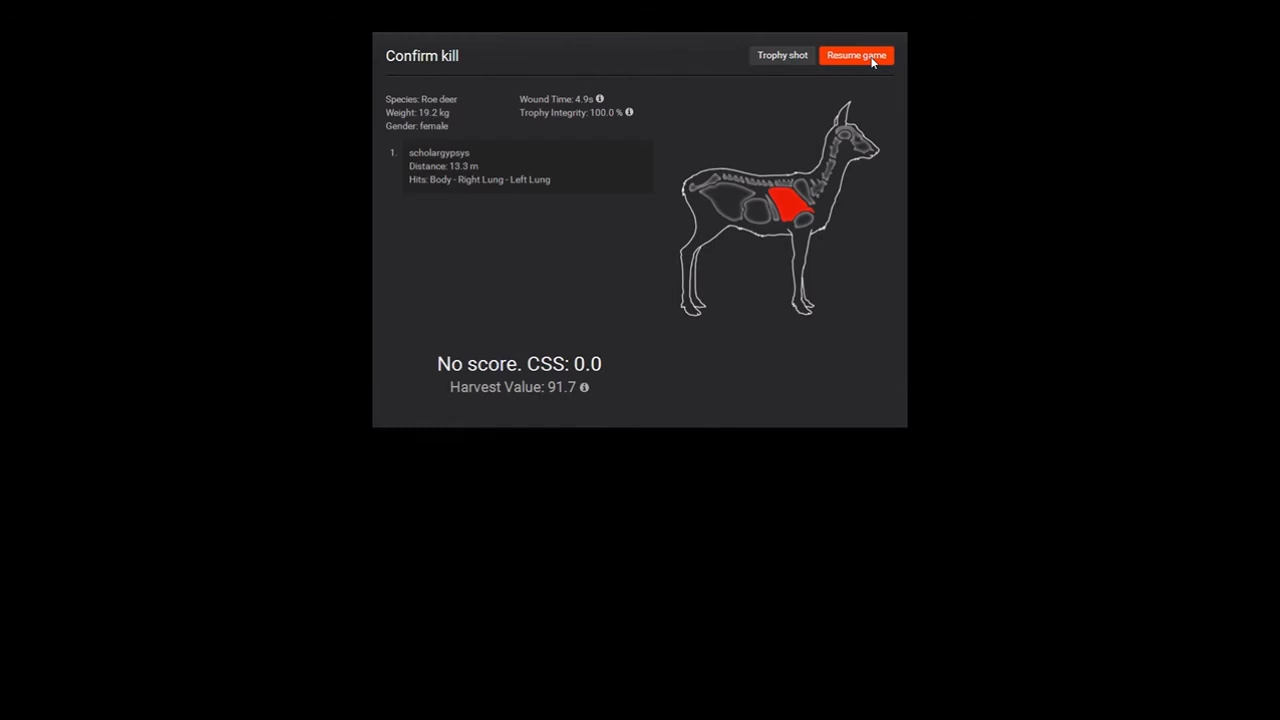 Confirm kill
Trophy shot
Resume game
Species: Roe deer
Weight: 19.2 kg
Gender: female
Wound Time: 4.9s
Trophy Integrity: 100.0 %
1.
scholargypsys
Distance: 13.3 m
Hits: Body - Right Lung - Left Lung
No score. CSS: 0.0
Harvest Value: 91.7